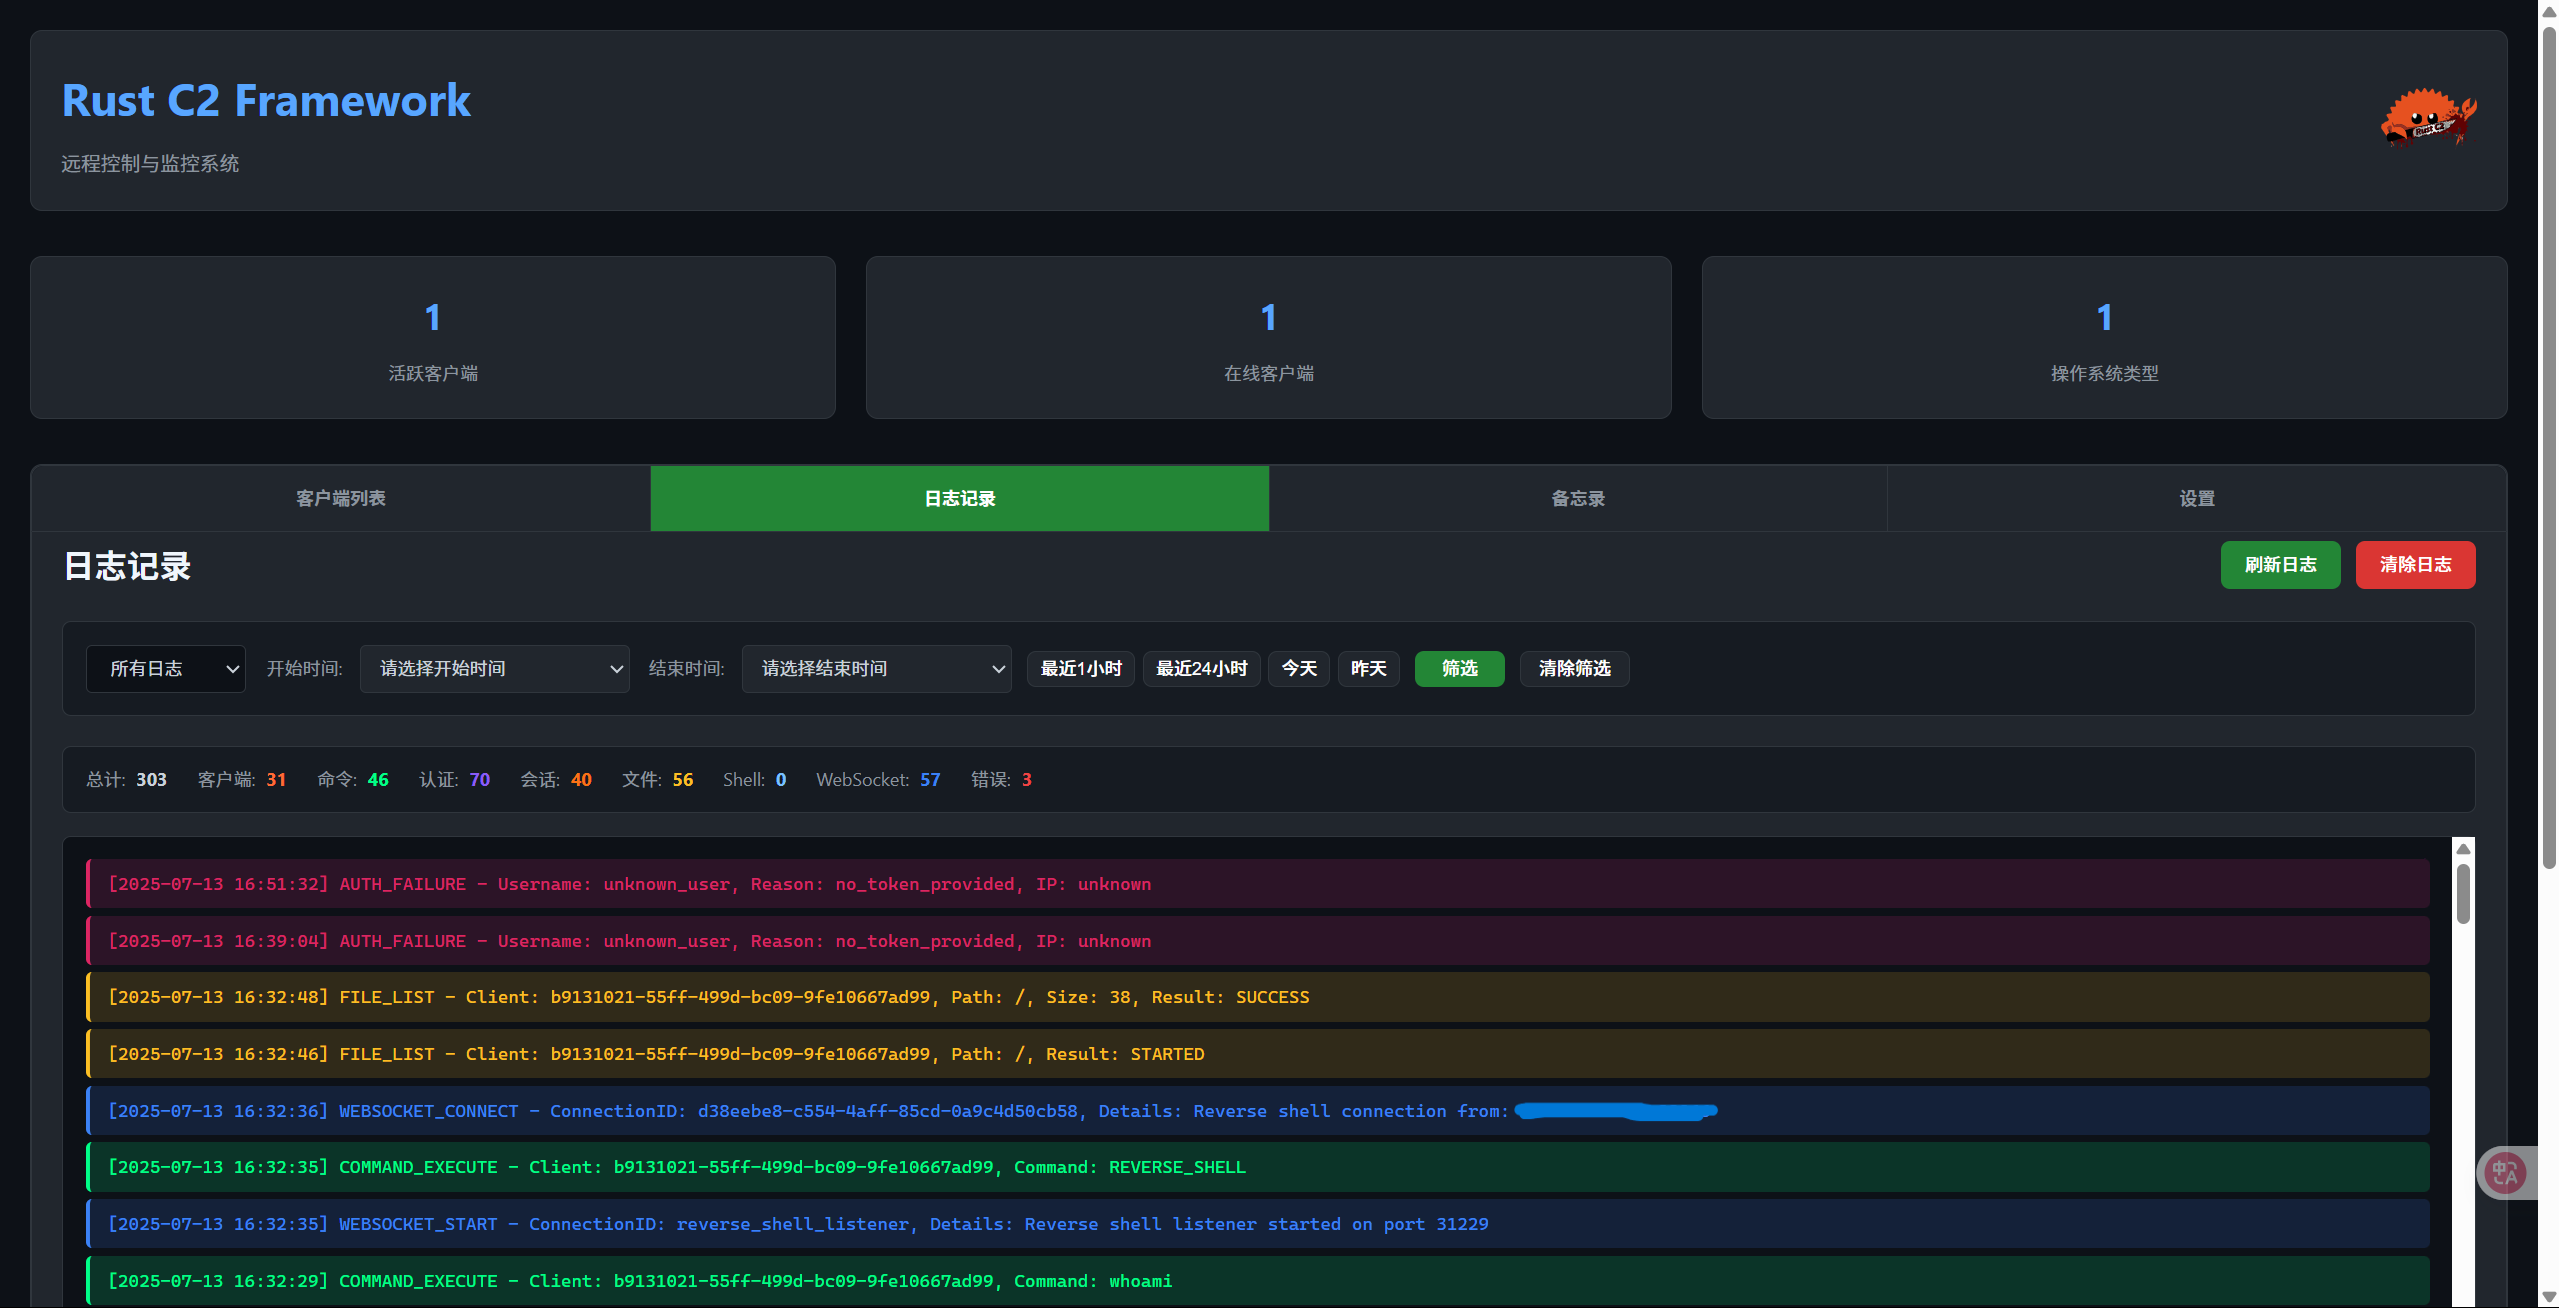 Rust C2 Framework
远程控制与监控系统
Rust C2
1
1
1
活跃客户端
在线客户端
操作系统类型
客户端列表
日志记录
备忘录
设置
日志记录
刷新日志
清除日志
所有日志 开始时间: 请选择开始时间 结束时间: 请选择结束时间 最近1小时 最近24小时 今天 昨天 筛选 清除筛选
总计: 303 客户端: 31 命令: 46 认证: 70 会话: 40 文件: 56 Shell: 0 WebSocket: 57 错误: 3
[2025-07-13 16:51:32] AUTH_FAILURE - Username: unknown_user, Reason: no_token_provided, IP: unknown
[2025-07-13 16:39:04] AUTH_FAILURE - Username: unknown_user, Reason: no_token_provided, IP: unknown
[2025-07-13 16:32:48] FILE_LIST - Client: b9131021-55ff-499d-bc09-9fe10667ad99, Path: /, Size: 38, Result: SUCCESS
[2025-07-13 16:32:46] FILE_LIST - Client: b9131021-55ff-499d-bc09-9fe10667ad99, Path: /, Result: STARTED
[2025-07-13 16:32:36] WEBSOCKET_CONNECT - ConnectionID: d38eebe8-c554-4aff-85cd-0a9c4d50cb58, Details: Reverse shell connection from:
[2025-07-13 16:32:35] COMMAND_EXECUTE - Client: b9131021-55ff-499d-bc09-9fe10667ad99, Command: REVERSE_SHELL
[2025-07-13 16:32:35] WEBSOCKET_START - ConnectionID: reverse_shell_listener, Details: Reverse shell listener started on port 31229
[2025-07-13 16:32:29] COMMAND_EXECUTE - Client: b9131021-55ff-499d-bc09-9fe10667ad99, Command: whoami
中 A